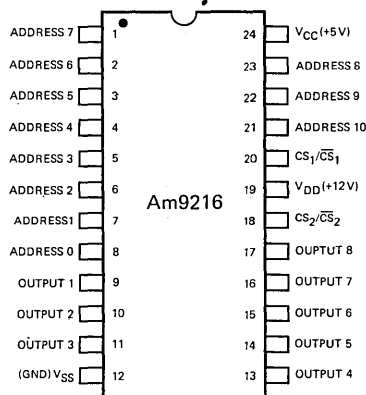 ADDRESS 7 1 24 VCC (+5V)
ADDRESS 6 2 23 ADDRESS 8
ADDRESS 5 3 22 ADDRESS 9
ADDRESS 4 4 21 ADDRESS 10
ADDRESS 3 5 20 CS1/C̅S̅1
ADDRESS 2 6 19 VDD (+12V)
Am9216
ADDRESS1 7 18 CS2/C̅S̅2
ADDRESS 0 8 17 OUPTUT 8
OUTPUT 1 9 16 OUTPUT 7
OUTPUT 2 10 15 OUTPUT 6
OUTPUT 3 11 14 OUTPUT 5
(GND) VSS 12 13 OUTPUT 4